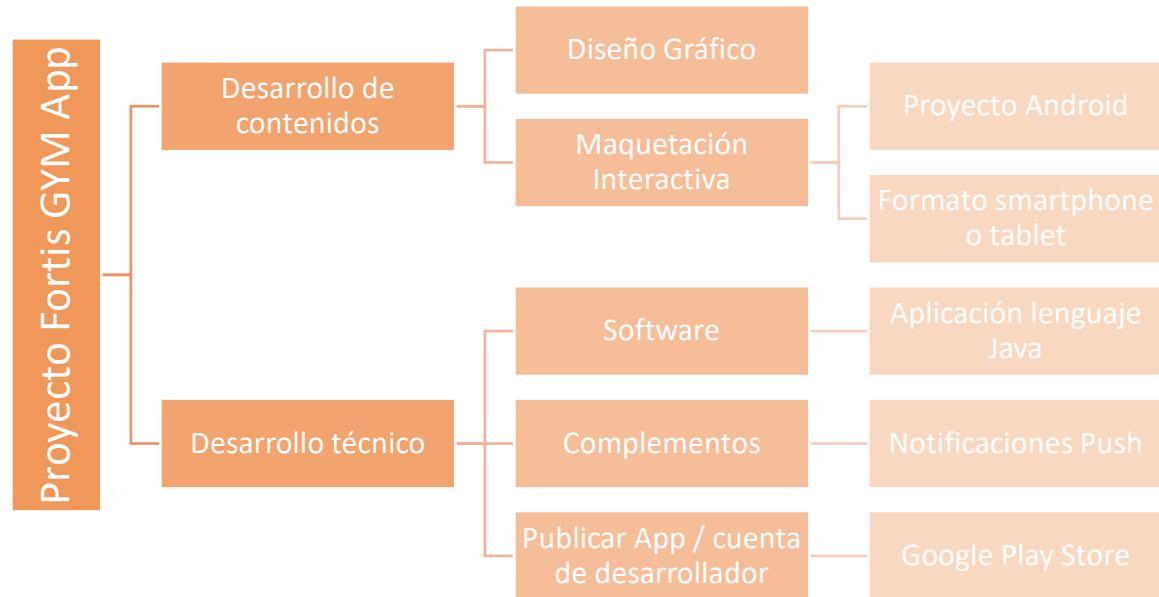 Proyecto Fortis GYM App
Desarrollo de
contenidos
Diseño Gráfico
Maquetación
Interactiva
Proyecto Android
Formato smartphone
o tablet
Desarrollo técnico
Software
Aplicación lenguaje
Java
Complementos
Notificaciones Push
Publicar App / cuenta
de desarrollador
Google Play Store